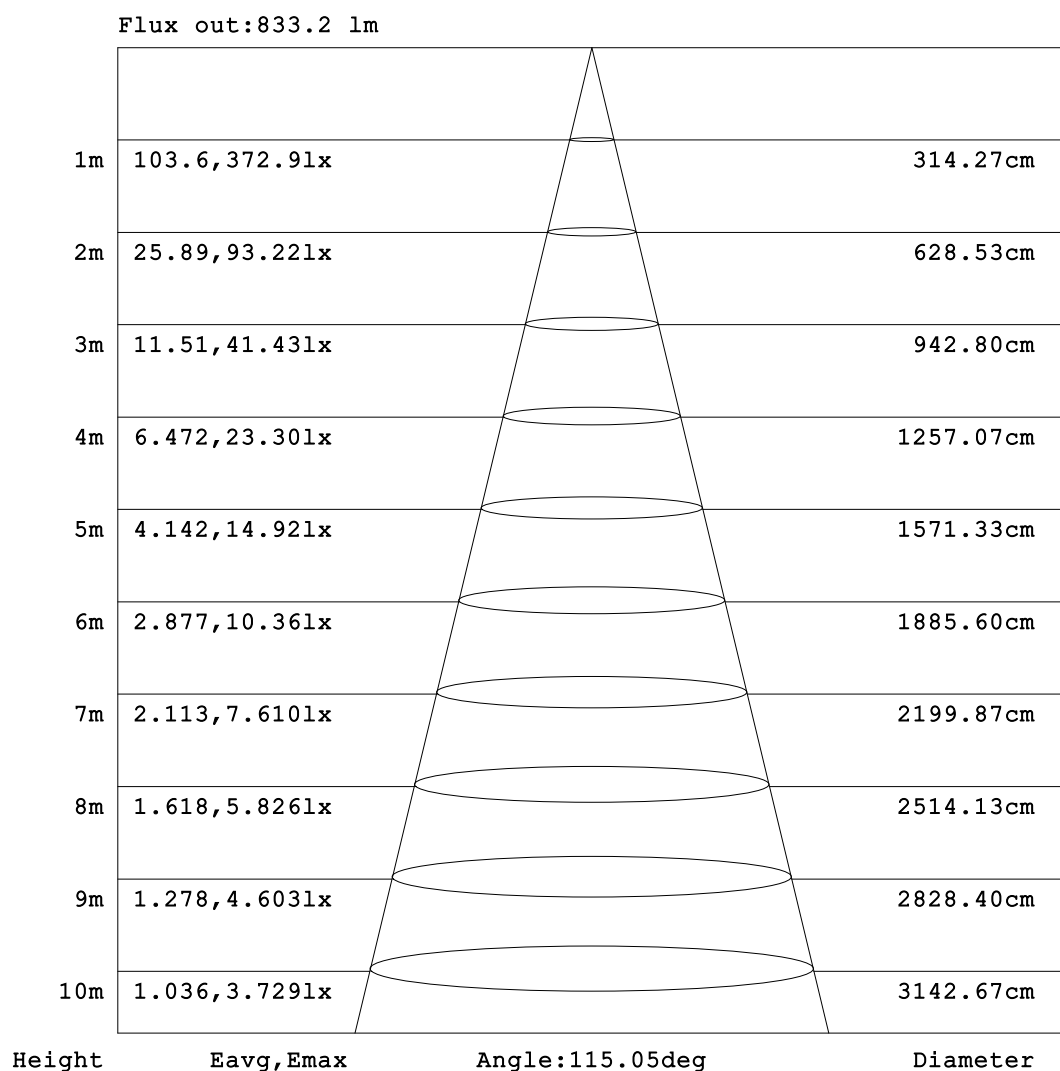 Flux out:833.2 lm
1m 103.6,372.9lx 314.27cm
2m 25.89,93.22lx 628.53cm
3m 11.51,41.43lx 942.80cm
4m 6.472,23.30lx 1257.07cm
5m 4.142,14.92lx 1571.33cm
6m 2.877,10.36lx 1885.60cm
7m 2.113,7.610lx 2199.87cm
8m 1.618,5.826lx 2514.13cm
9m 1.278,4.603lx 2828.40cm
10m 1.036,3.729lx 3142.67cm
Height Eavg,Emax Angle:115.05deg Diameter